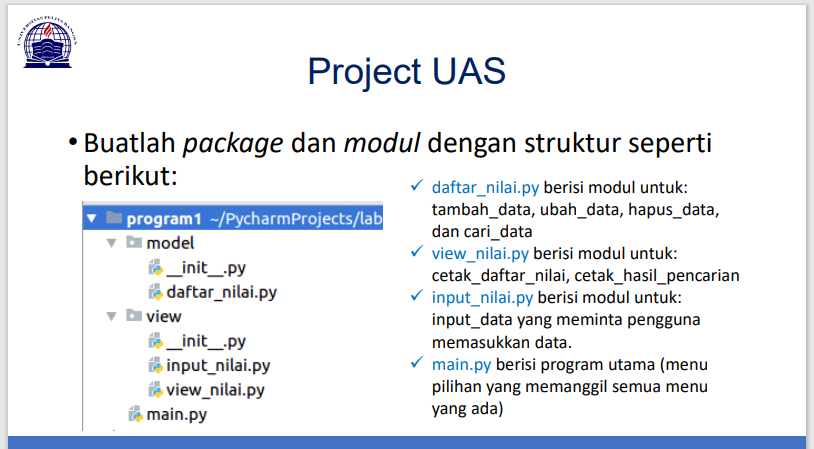 UNIVERSITAS PELITA BANGSA
Project UAS
• Buatlah package dan modul dengan struktur seperti
berikut:
▼ program1 ~/PycharmProjects/lab
▼ model
__init__.py
daftar_nilai.py
▼ view
__init__.py
input_nilai.py
view_nilai.py
main.py
✓ daftar_nilai.py berisi modul untuk:
tambah_data, ubah_data, hapus_data,
dan cari_data
✓ view_nilai.py berisi modul untuk:
cetak_daftar_nilai, cetak_hasil_pencarian
✓ input_nilai.py berisi modul untuk:
input_data yang meminta pengguna
memasukkan data.
✓ main.py berisi program utama (menu
pilihan yang memanggil semua menu
yang ada)